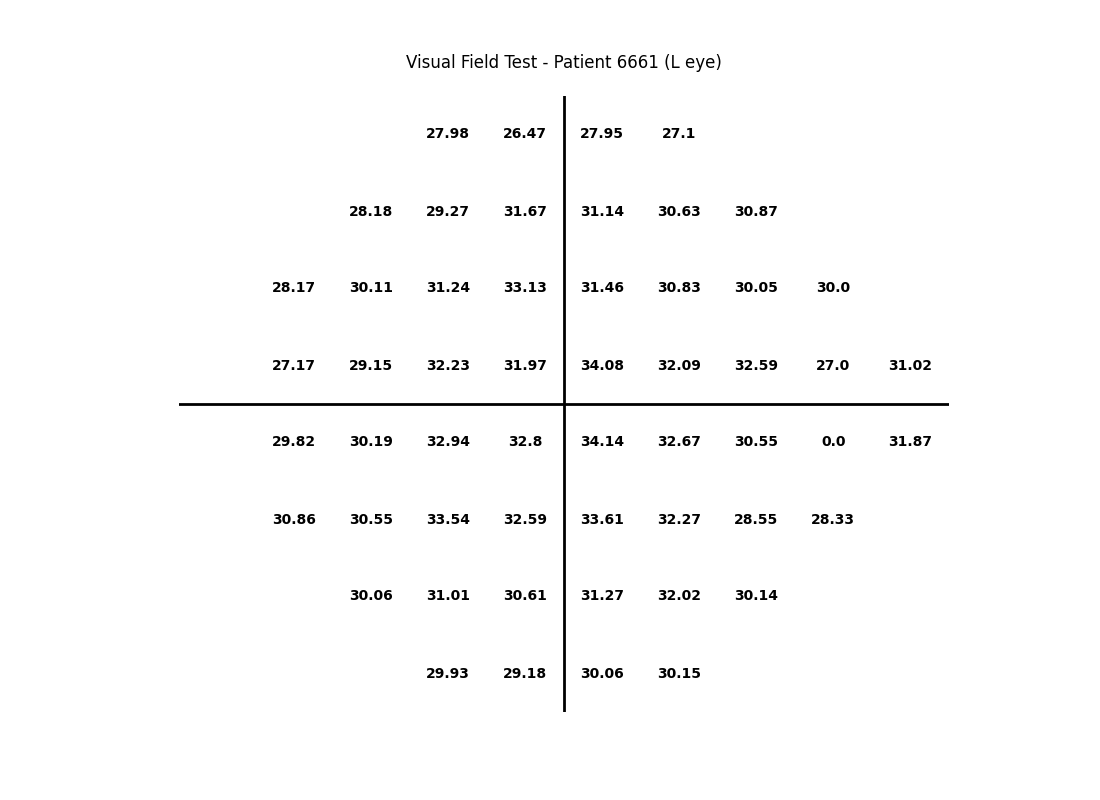 Visual Field Test - Patient 6661 (L eye)
27.98 26.47 27.95 27.1
28.18 29.27 31.67 31.14 30.63 30.87
28.17 30.11 31.24 33.13 31.46 30.83 30.05 30.0
27.17 29.15 32.23 31.97 34.08 32.09 32.59 27.0 31.02
29.82 30.19 32.94 32.8 34.14 32.67 30.55 0.0 31.87
30.86 30.55 33.54 32.59 33.61 32.27 28.55 28.33
30.06 31.01 30.61 31.27 32.02 30.14
29.93 29.18 30.06 30.15